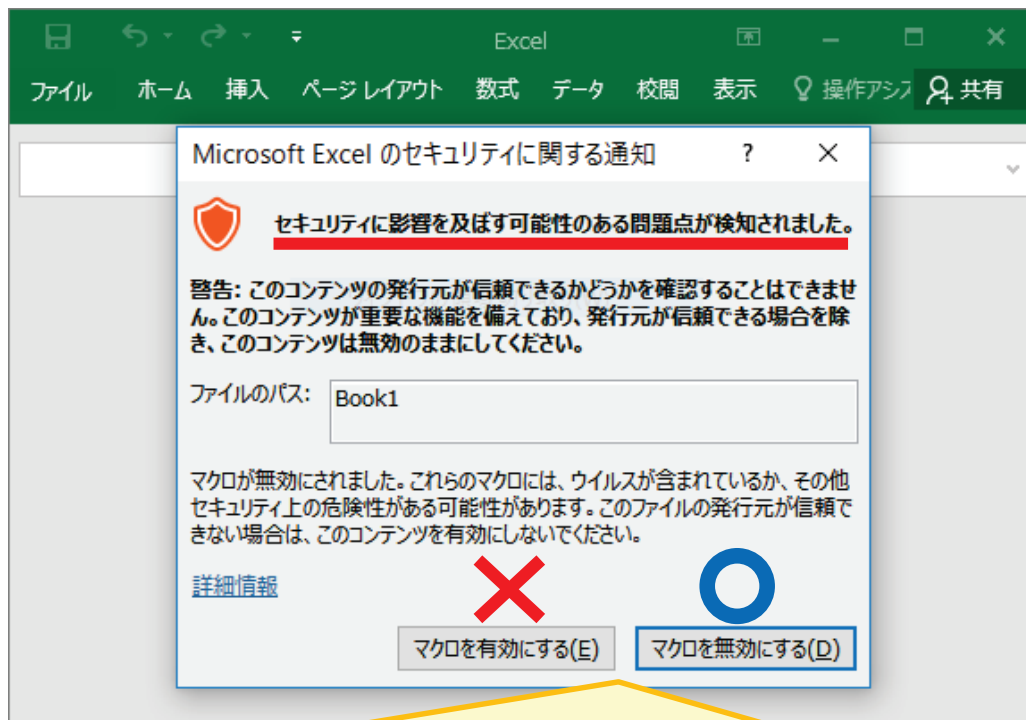 Excel
ファイル ホーム 挿入 ページ レイアウト 数式 データ 校閲 表示 操作アシス 共有
Microsoft Excel のセキュリティに関する通知 ?
セキュリティに影響を及ぼす可能性のある問題点が検知されました。
警告: このコンテンツの発行元が信頼できるかどうかを確認することはできませ
ん。このコンテンツが重要な機能を備えており、発行元が信頼できる場合を除
き、このコンテンツは無効のままにしてください。
ファイルのパス: Book1
マクロが無効にされました。これらのマクロには、ウイルスが含まれているか、その他
セキュリティ上の危険性がある可能性があります。このファイルの発行元が信頼で
きない場合は、このコンテンツを有効にしないでください。
詳細情報
マクロを有効にする(E) マクロを無効にする(D)